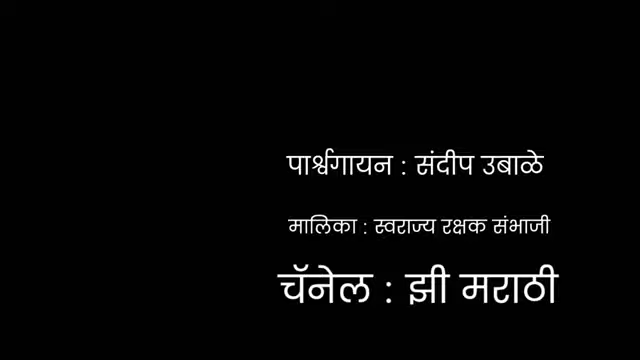 पार्श्वगायन : संदीप उबाळे
मालिका : स्वराज्य रक्षक संभाजी
चॅनेल : झी मराठी